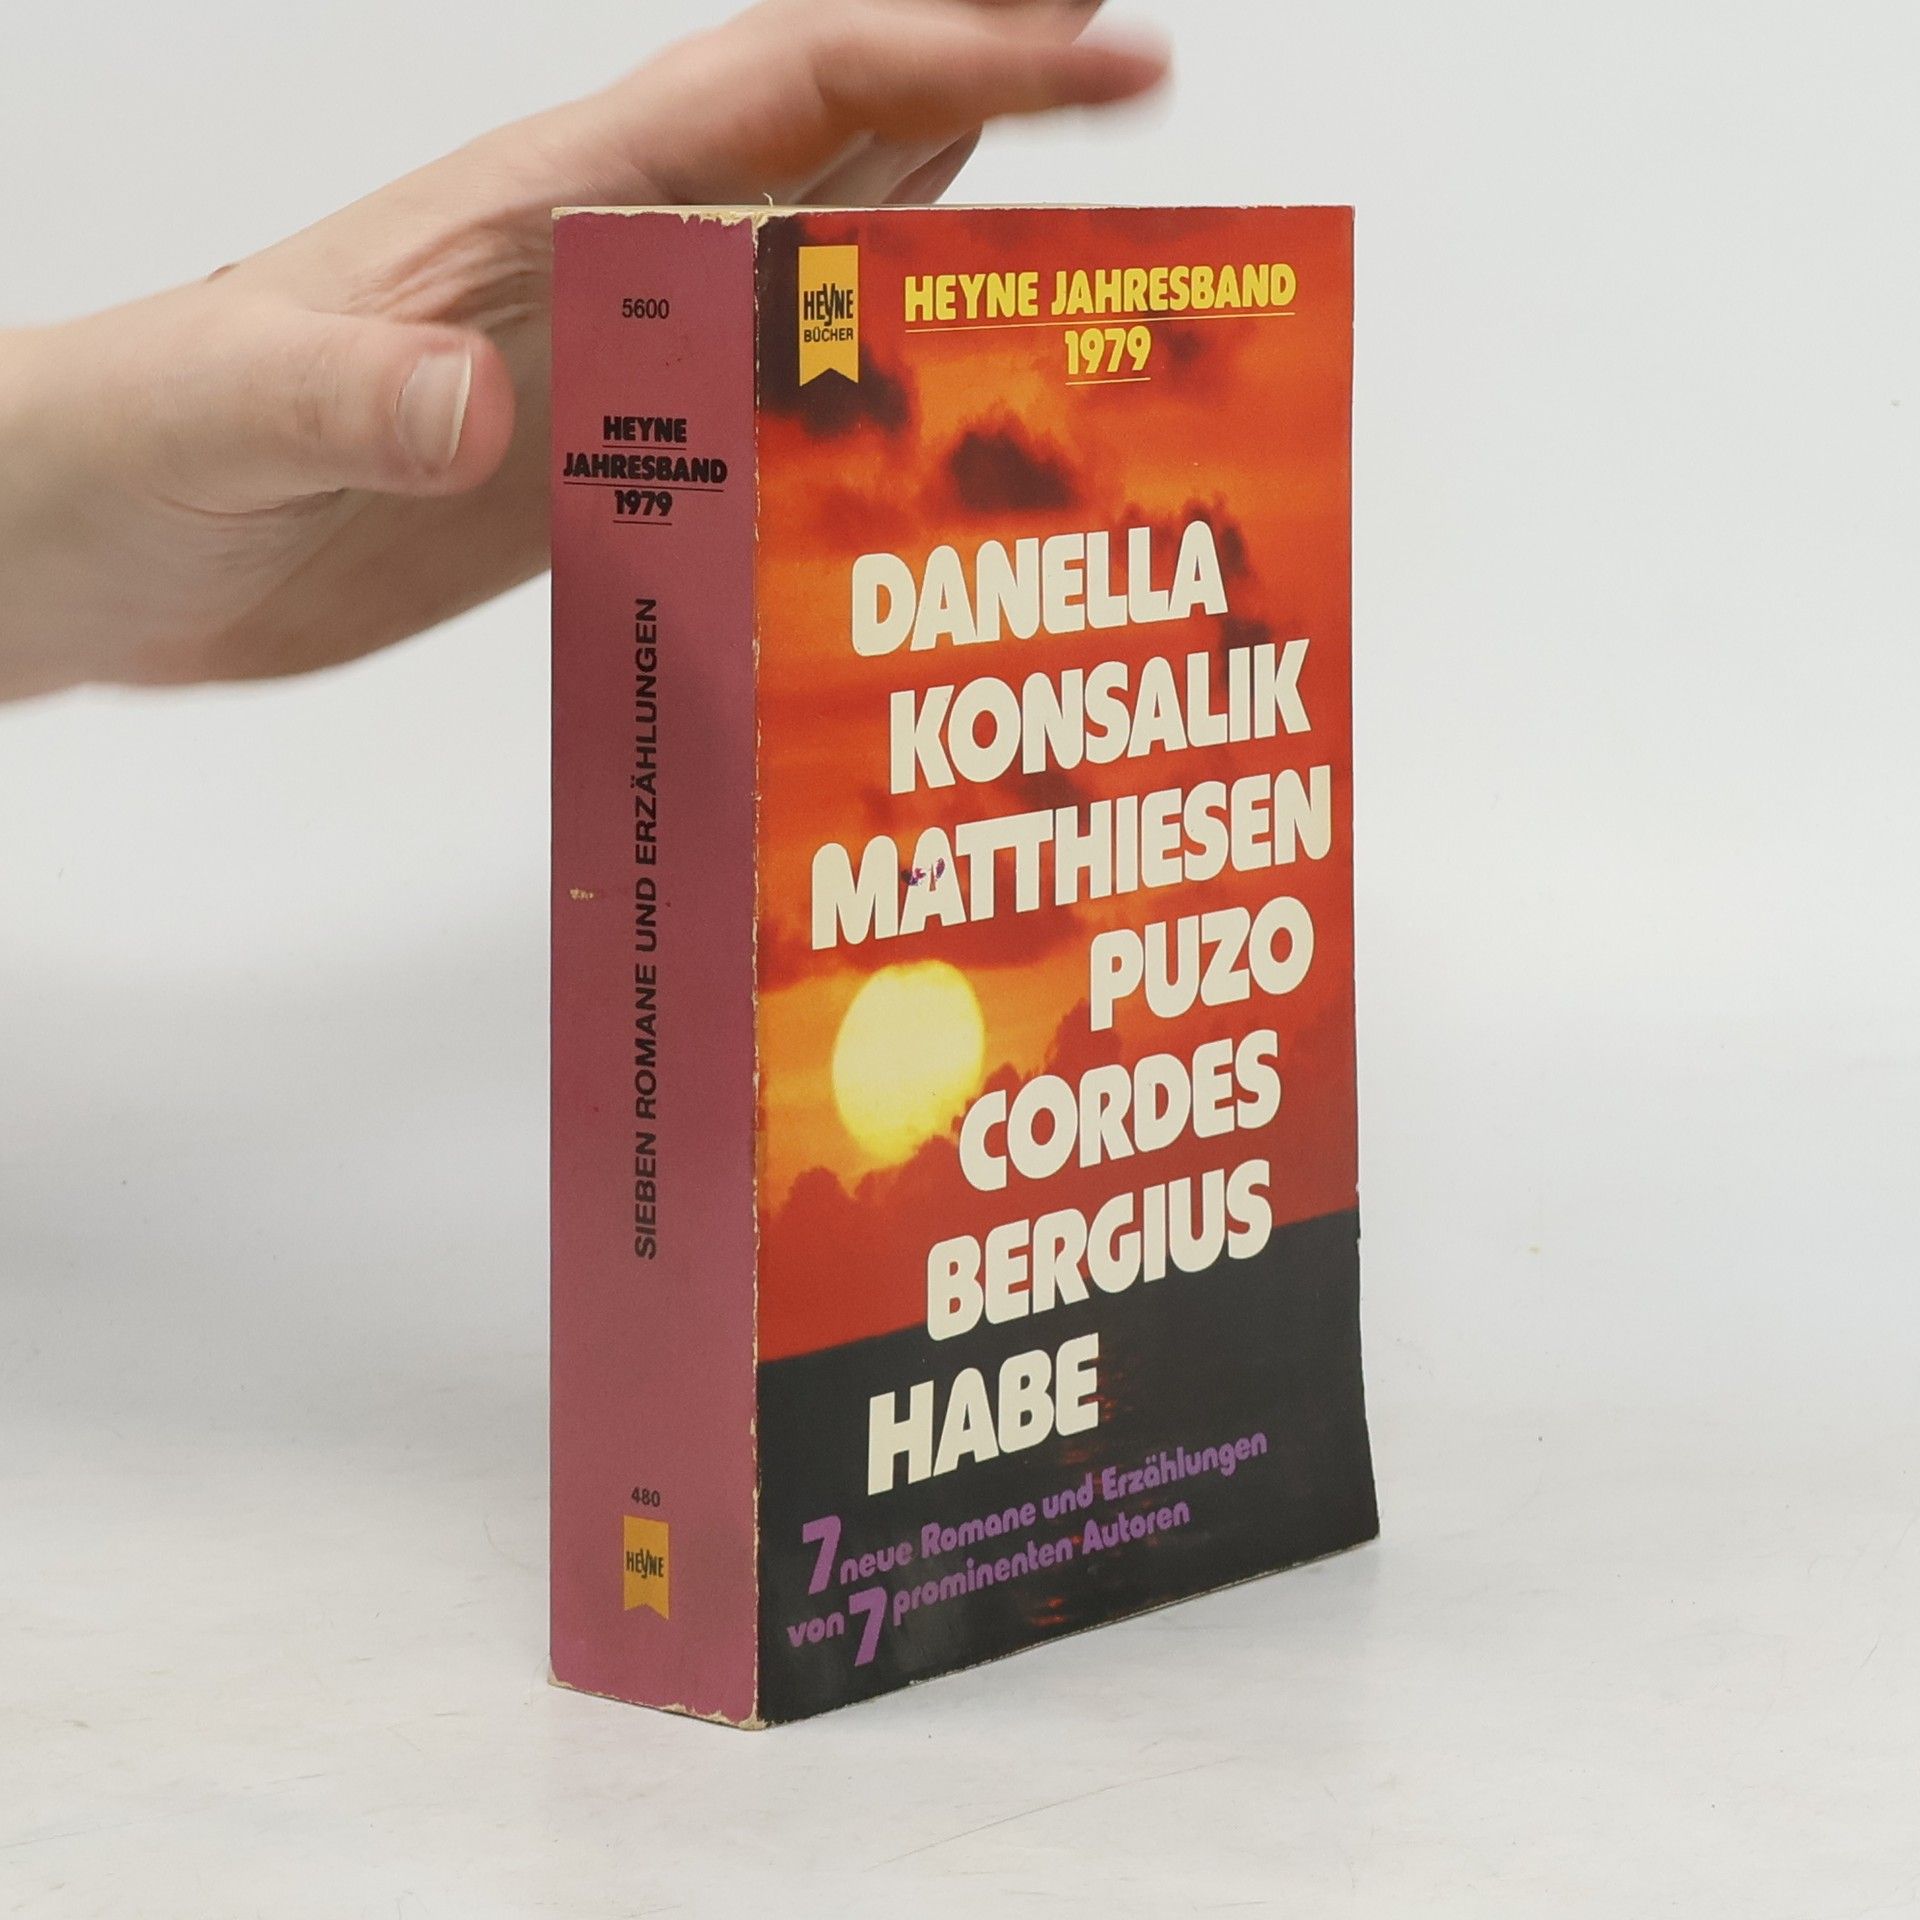 5600
HEYNE
JAHRESBAND
1979
SIEBEN ROMANE UND ERZÄHLUNGEN
480
HEYNE
HEYNE
BÜCHER
HEYNE JAHRESBAND
1979
DANELLA
KONSALIK
MATTHIESEN
PUZO
CORDES
BERGIUS
HABE
7 neue Romane und Erzählungen
von 7 prominenten Autoren